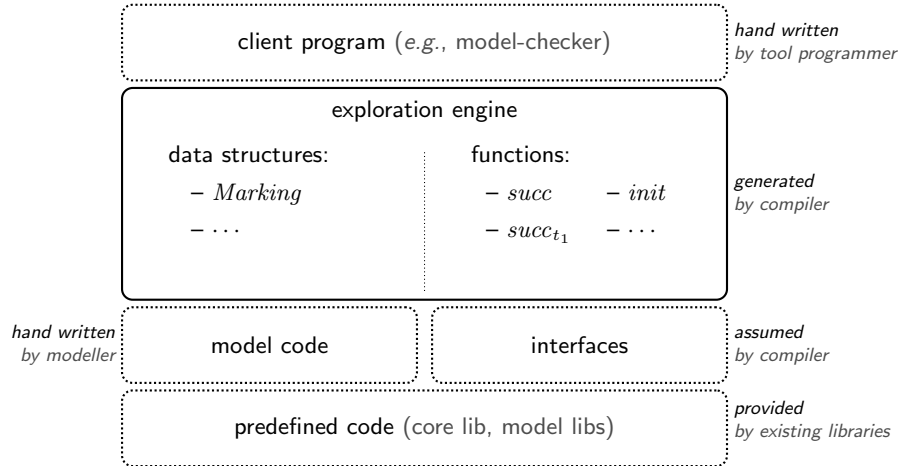 client program (e.g., model-checker)
hand written
by tool programmer
exploration engine
data structures:
– Marking
– ···
functions:
– succ – init
– succ_{t_1} – ···
generated
by compiler
hand written
by modeller
model code
interfaces
assumed
by compiler
predefined code (core lib, model libs)
provided
by existing libraries